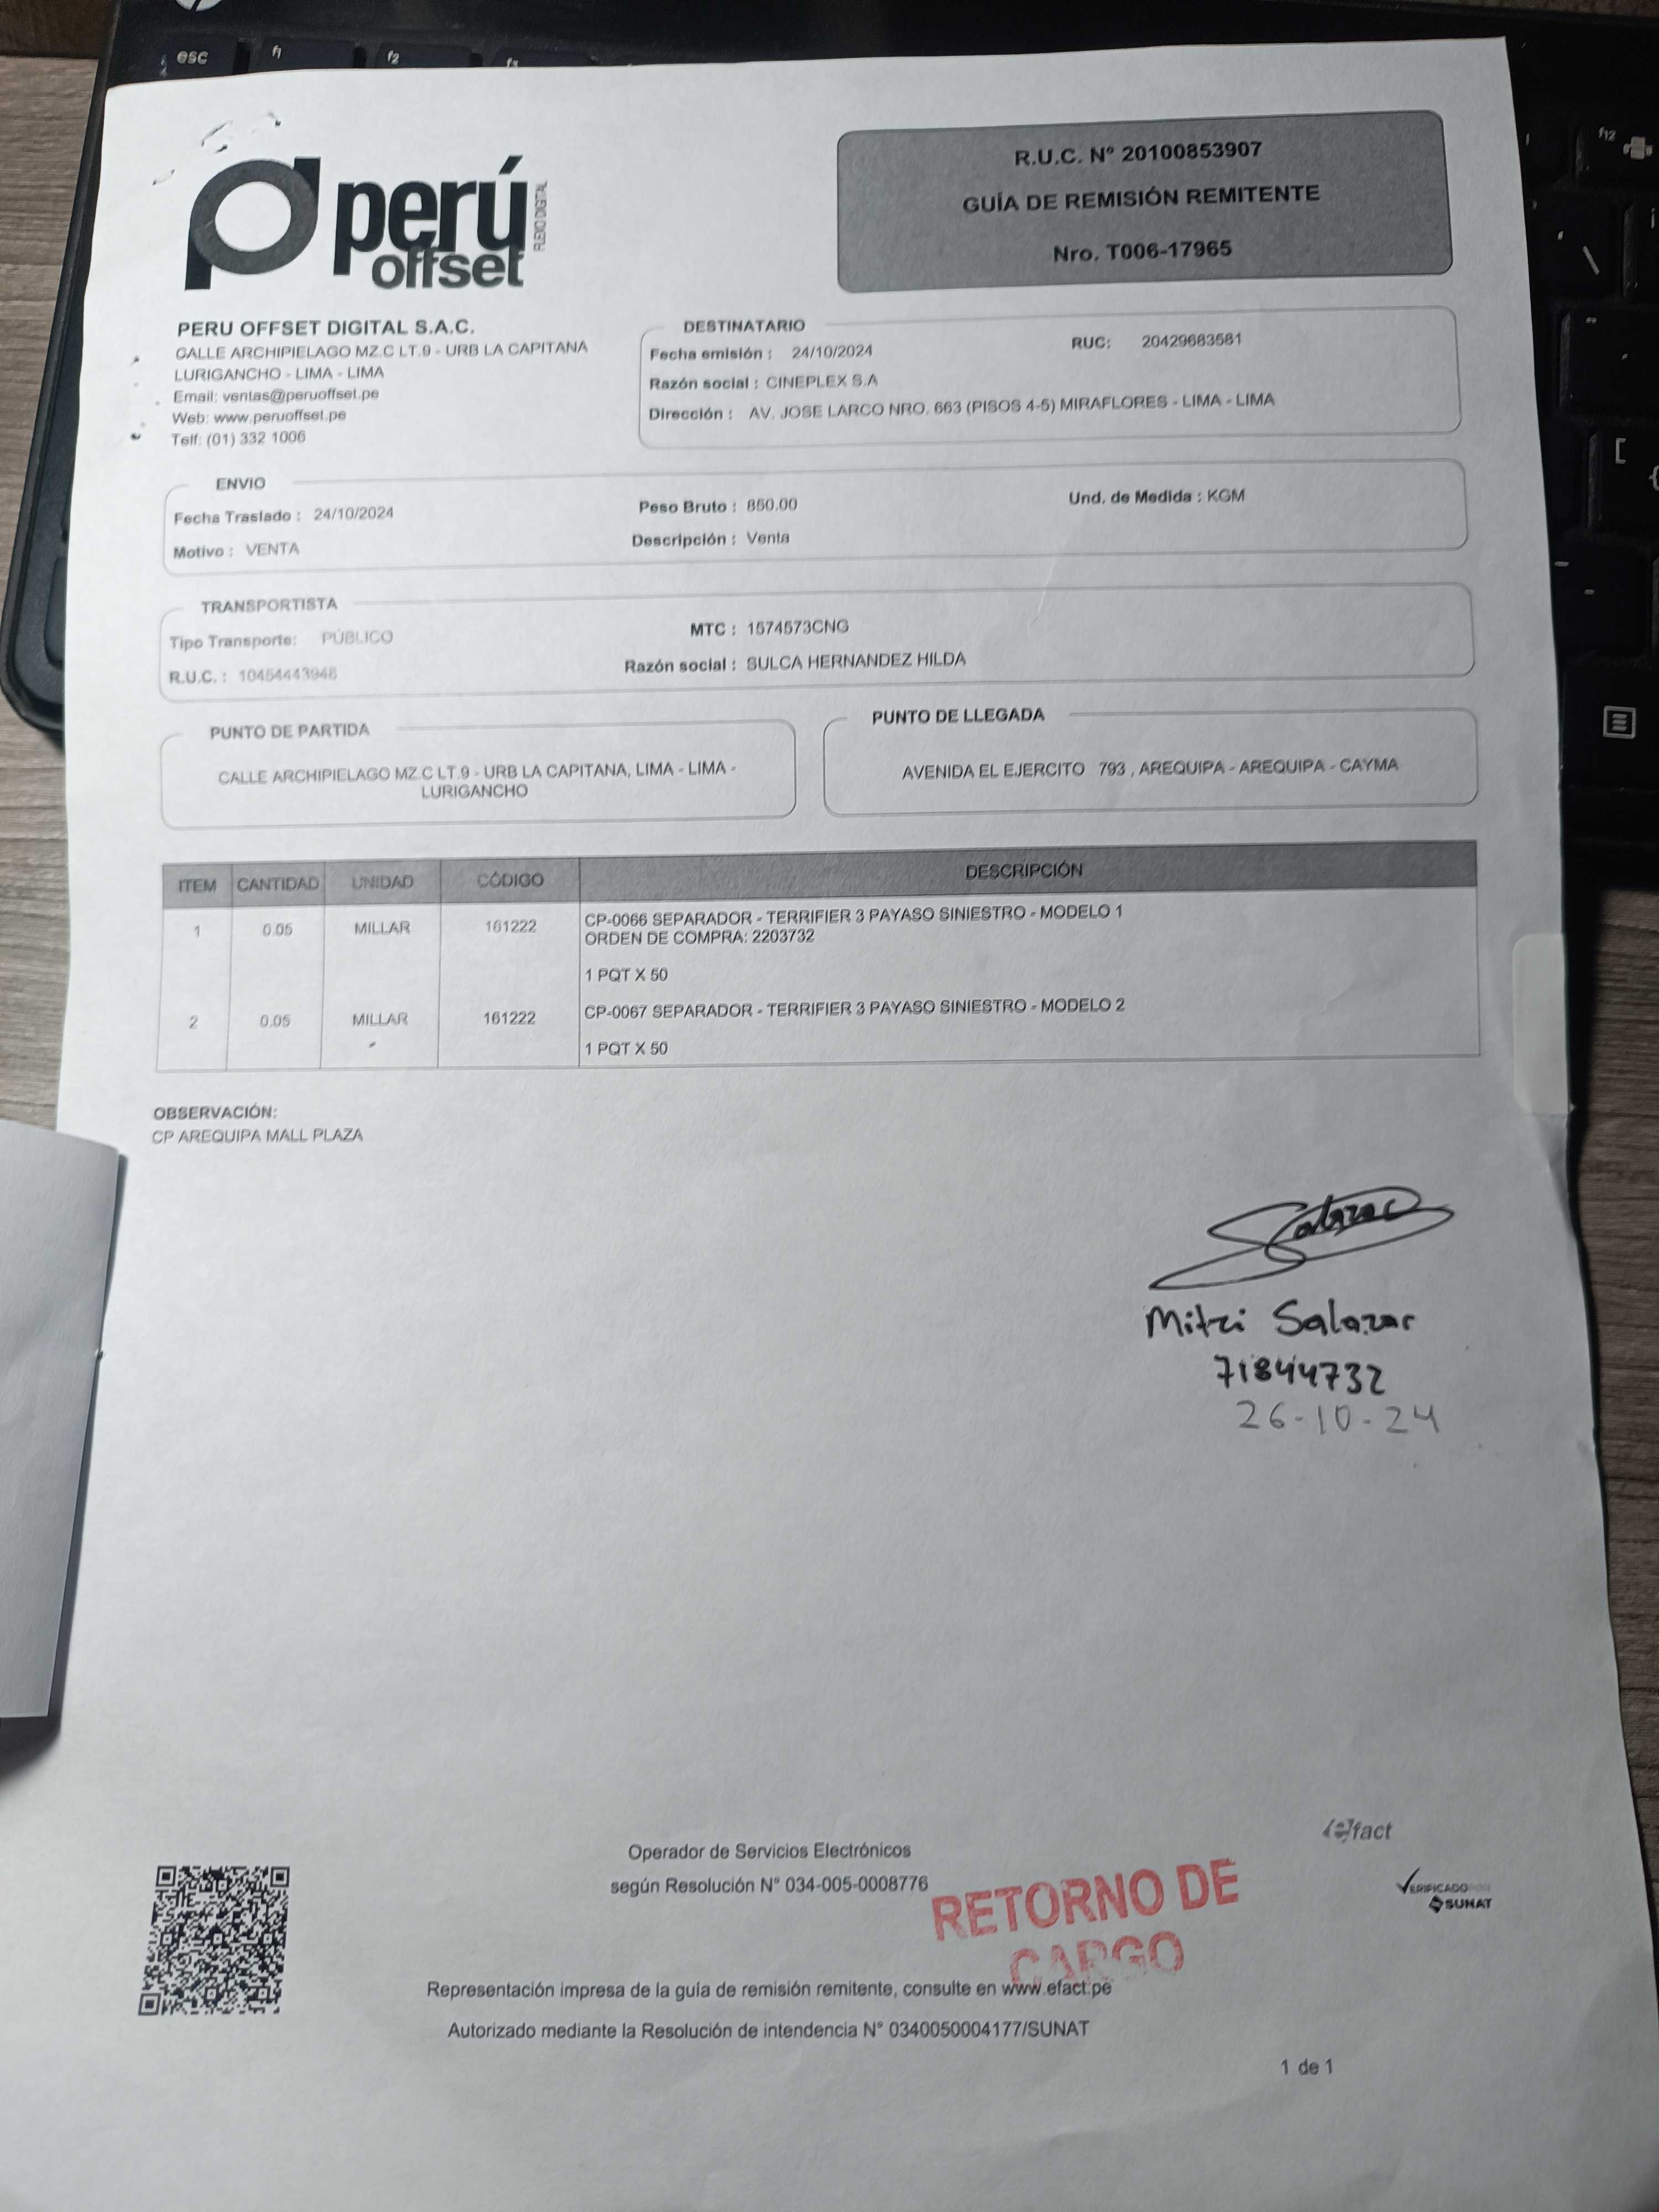 esc f1 f2 f3
f12
perú
offset
FLEXO DIGITAL
R.U.C. N° 20100853907
GUÍA DE REMISIÓN REMITENTE
Nro. T006-17965
PERU OFFSET DIGITAL S.A.C.
CALLE ARCHIPIELAGO MZ.C LT.9 - URB LA CAPITANA
LURIGANCHO - LIMA - LIMA
Email: ventas@peruoffset.pe
Web: www.peruoffset.pe
Telf: (01) 332 1006
DESTINATARIO
Fecha emisión : 24/10/2024 RUC: 20429683581
Razón social : CINEPLEX S.A
Dirección : AV. JOSE LARCO NRO. 663 (PISOS 4-5) MIRAFLORES - LIMA - LIMA
ENVIO
Fecha Traslado : 24/10/2024 Peso Bruto : 850.00 Und. de Medida : KGM
Motivo : VENTA Descripción : Venta
TRANSPORTISTA
Tipo Transporte: PÚBLICO MTC : 1574573CNG
R.U.C. : 10454443946 Razón social : SULCA HERNANDEZ HILDA
PUNTO DE PARTIDA
CALLE ARCHIPIELAGO MZ.C LT.9 - URB LA CAPITANA, LIMA - LIMA -
LURIGANCHO
PUNTO DE LLEGADA
AVENIDA EL EJERCITO 793 , AREQUIPA - AREQUIPA - CAYMA
ITEM CANTIDAD UNIDAD CÓDIGO DESCRIPCIÓN
1 0.05 MILLAR 161222 CP-0066 SEPARADOR - TERRIFIER 3 PAYASO SINIESTRO - MODELO 1
ORDEN DE COMPRA: 2203732
1 PQT X 50
2 0.05 MILLAR 161222 CP-0067 SEPARADOR - TERRIFIER 3 PAYASO SINIESTRO - MODELO 2
1 PQT X 50
OBSERVACIÓN:
CP AREQUIPA MALL PLAZA
Salazar
Mitzi Salazar
71844732
26-10-24
Operador de Servicios Electrónicos
según Resolución N° 034-005-0008776
efact
VERIFICADO POR
SUNAT
RETORNO DE
CARGO
Representación impresa de la guía de remisión remitente, consulte en www.efact.pe
Autorizado mediante la Resolución de intendencia N° 0340050004177/SUNAT
1 de 1